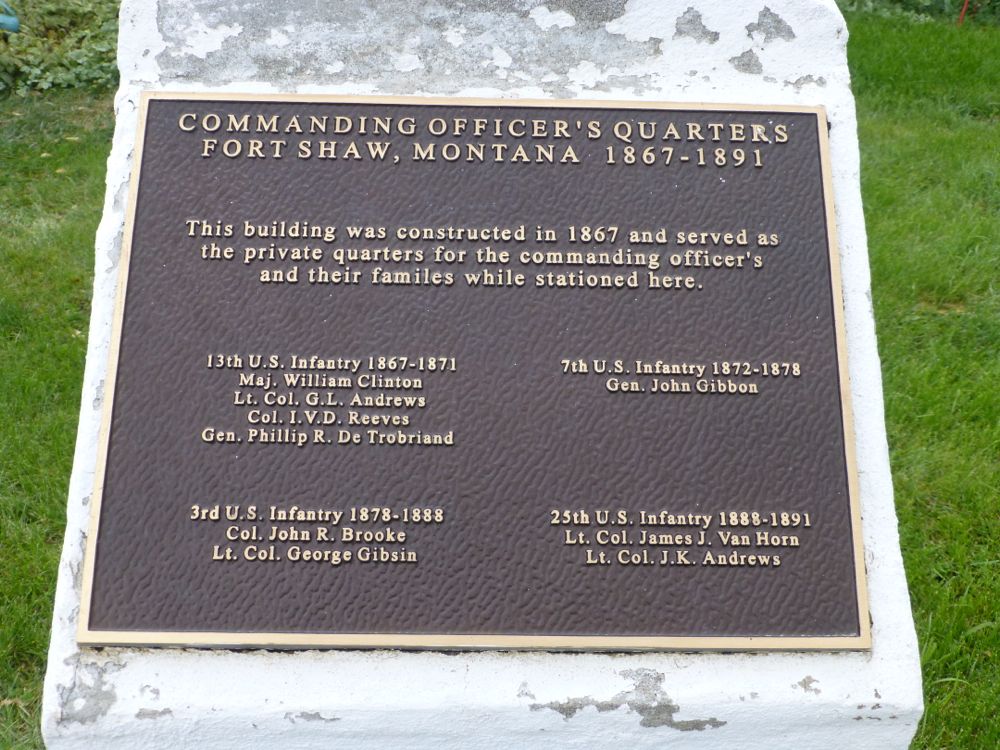 COMMANDING OFFICER'S QUARTERS
FORT SHAW, MONTANA 1867-1891
This building was constructed in 1867 and served as
the private quarters for the commanding officer's
and their familes while stationed here.
13th U.S. Infantry 1867-1871
Maj. William Clinton
Lt. Col. G.L. Andrews
Col. I.V.D. Reeves
Gen. Phillip R. De Trobriand
7th U.S. Infantry 1872-1878
Gen. John Gibbon
3rd U.S. Infantry 1878-1888
Col. John R. Brooke
Lt. Col. George Gibsin
25th U.S. Infantry 1888-1891
Lt. Col. James J. Van Horn
Lt. Col. J.K. Andrews